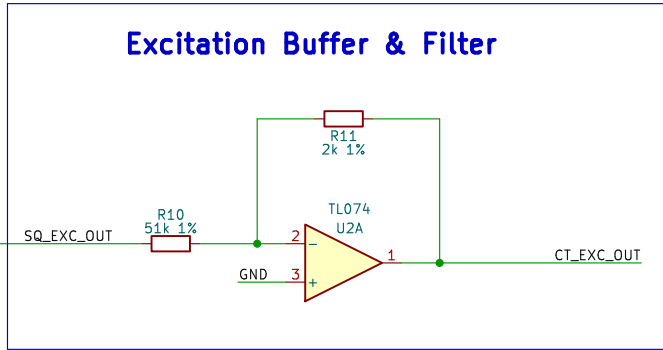 Excitation Buffer & Filter
R11
2k 1%
TL074
U2A
R10
51k 1%
SQ_EXC_OUT
2
−
1
CT_EXC_OUT
GND
3
+